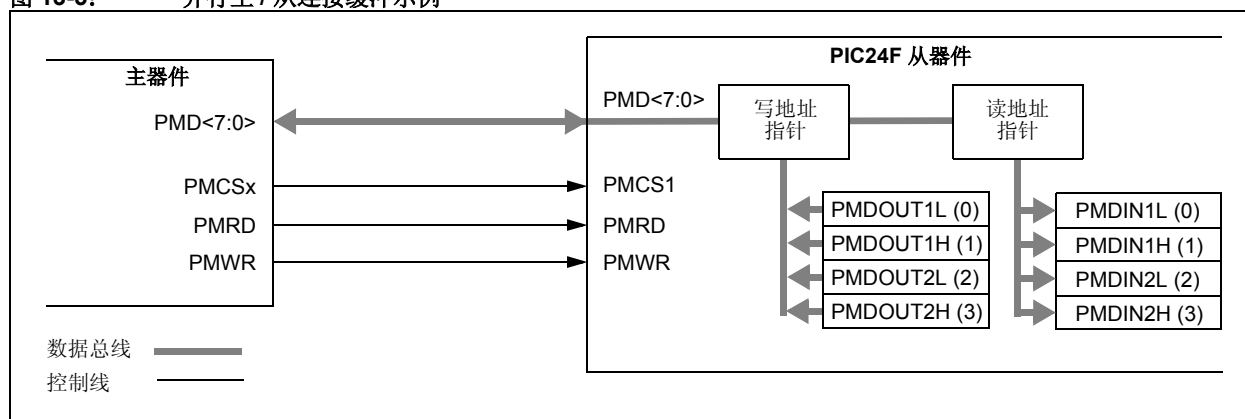 PIC24F 从器件
主器件
PMD<7:0>
PMD<7:0>
写地址
指针
读地址
指针
PMCSx
PMCS1
PMRD
PMRD
PMWR
PMWR
PMDOUT1L (0)
PMDOUT1H (1)
PMDOUT2L (2)
PMDOUT2H (3)
PMDIN1L (0)
PMDIN1H (1)
PMDIN2L (2)
PMDIN2H (3)
数据总线
控制线